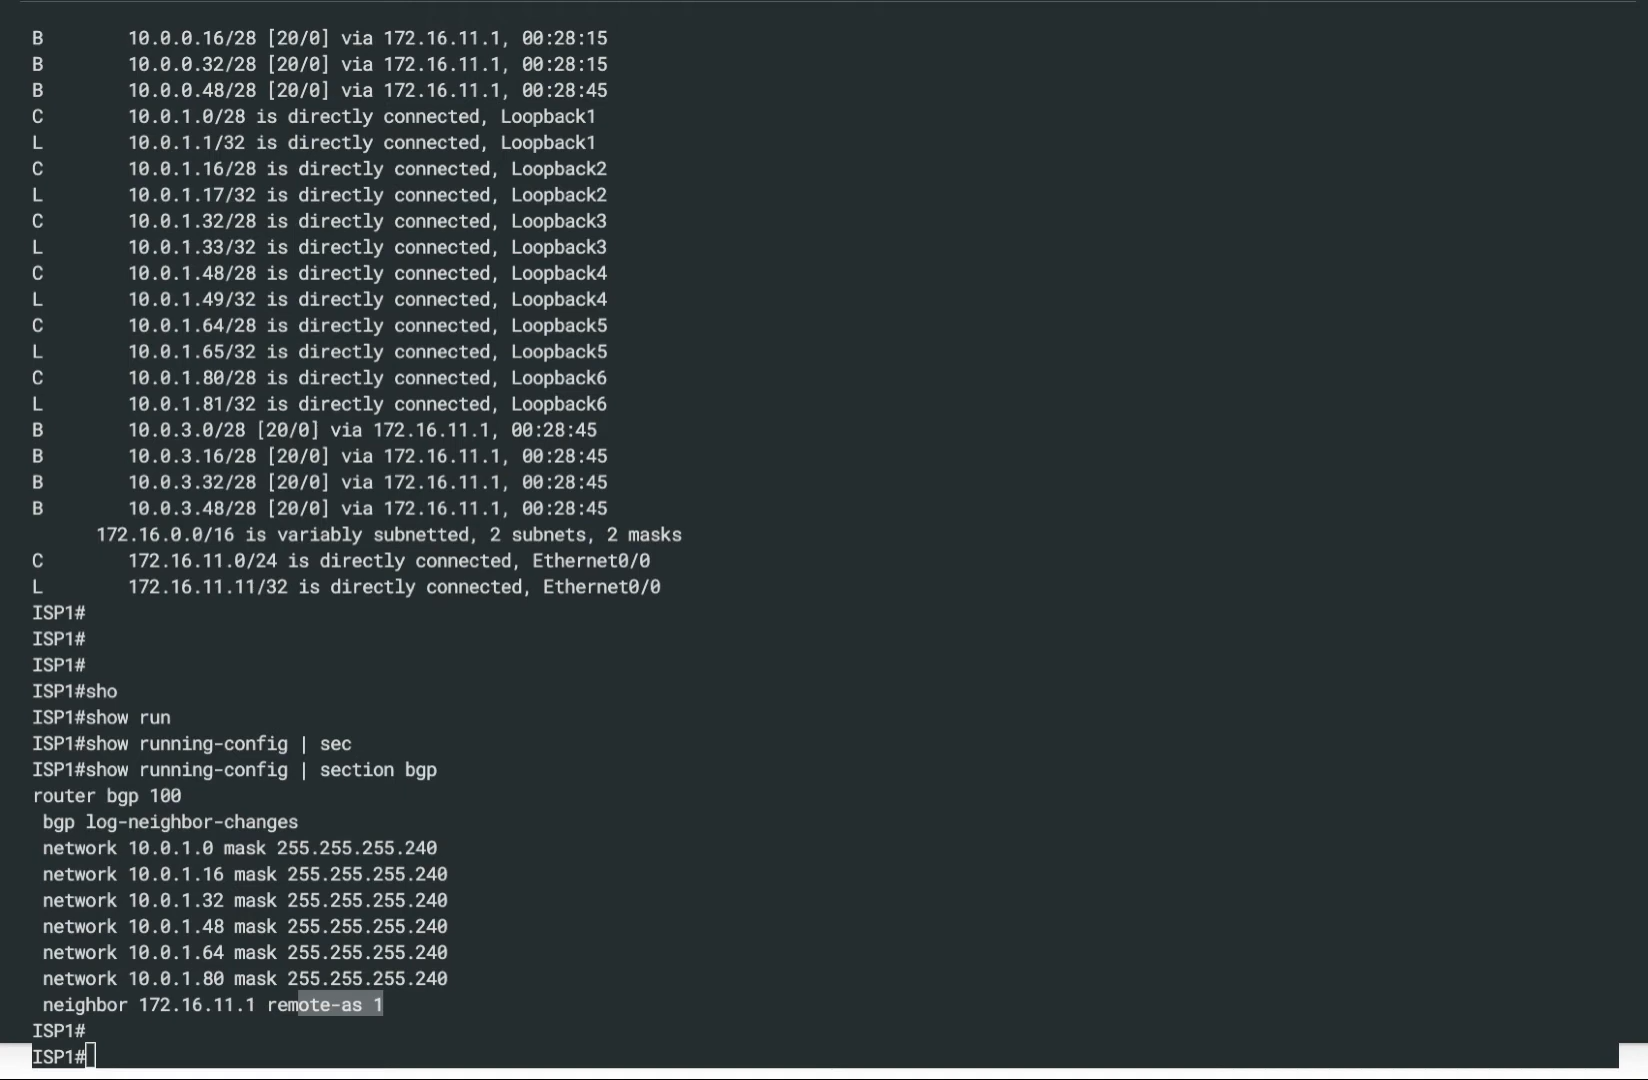 B        10.0.0.16/28 [20/0] via 172.16.11.1, 00:28:15
B        10.0.0.32/28 [20/0] via 172.16.11.1, 00:28:15
B        10.0.0.48/28 [20/0] via 172.16.11.1, 00:28:45
C        10.0.1.0/28 is directly connected, Loopback1
L        10.0.1.1/32 is directly connected, Loopback1
C        10.0.1.16/28 is directly connected, Loopback2
L        10.0.1.17/32 is directly connected, Loopback2
C        10.0.1.32/28 is directly connected, Loopback3
L        10.0.1.33/32 is directly connected, Loopback3
C        10.0.1.48/28 is directly connected, Loopback4
L        10.0.1.49/32 is directly connected, Loopback4
C        10.0.1.64/28 is directly connected, Loopback5
L        10.0.1.65/32 is directly connected, Loopback5
C        10.0.1.80/28 is directly connected, Loopback6
L        10.0.1.81/32 is directly connected, Loopback6
B        10.0.3.0/28 [20/0] via 172.16.11.1, 00:28:45
B        10.0.3.16/28 [20/0] via 172.16.11.1, 00:28:45
B        10.0.3.32/28 [20/0] via 172.16.11.1, 00:28:45
B        10.0.3.48/28 [20/0] via 172.16.11.1, 00:28:45
      172.16.0.0/16 is variably subnetted, 2 subnets, 2 masks
C        172.16.11.0/24 is directly connected, Ethernet0/0
L        172.16.11.11/32 is directly connected, Ethernet0/0
ISP1#
ISP1#
ISP1#
ISP1#sho
ISP1#show run
ISP1#show running-config | sec
ISP1#show running-config | section bgp
router bgp 100
 bgp log-neighbor-changes
 network 10.0.1.0 mask 255.255.255.240
 network 10.0.1.16 mask 255.255.255.240
 network 10.0.1.32 mask 255.255.255.240
 network 10.0.1.48 mask 255.255.255.240
 network 10.0.1.64 mask 255.255.255.240
 network 10.0.1.80 mask 255.255.255.240
 neighbor 172.16.11.1 remote-as 1
ISP1#
ISP1#